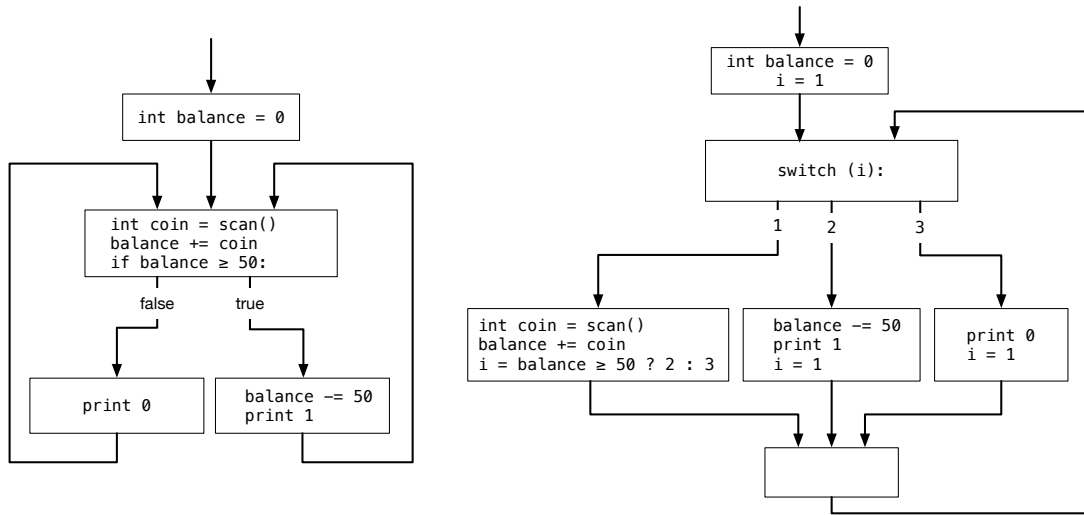 int balance = 0
int coin = scan()
balance += coin
if balance ≥ 50:
false
true
print 0
balance -= 50
print 1
int balance = 0
i = 1
switch (i):
1
2
3
int coin = scan()
balance += coin
i = balance ≥ 50 ? 2 : 3
balance -= 50
print 1
i = 1
print 0
i = 1